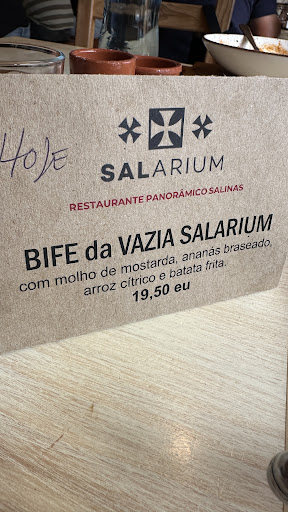 HOJE
SALARIUM
RESTAURANTE PANORÂMICO SALINAS
BIFE da VAZIA SALARIUM
com molho de mostarda, ananás braseado,
arroz cítrico e batata frita.
19,50 eu